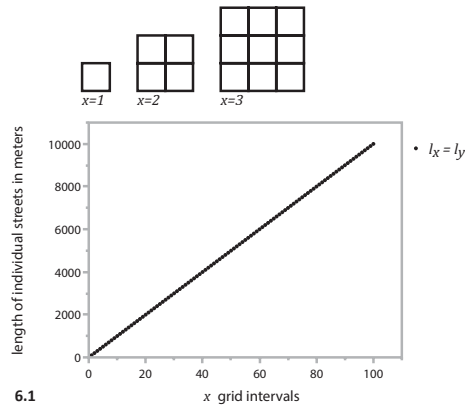 x=1
x=2
x=3
length of individual streets in meters
10000
8000
6000
4000
2000
0
0 20 40 60 80 100
x grid intervals
• lx = ly
6.1